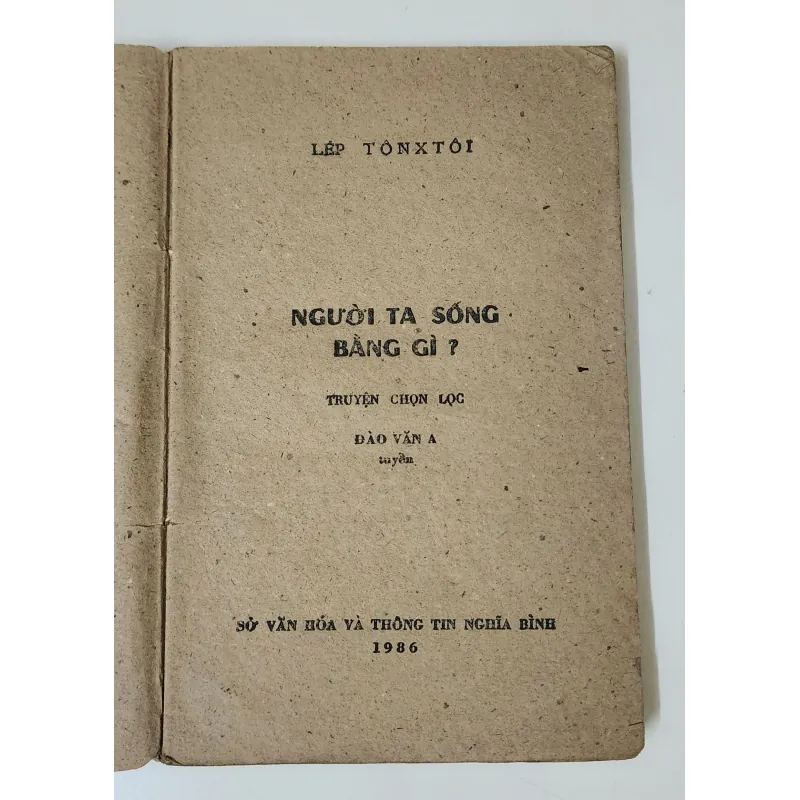 LÉP TÔNXTÔI
NGƯỜI TA SỐNG
BẰNG GÌ ?
TRUYỆN CHỌN LỌC
ĐÀO VĂN A
tuyển
SỞ VĂN HÓA VÀ THÔNG TIN NGHĨA BÌNH
1986